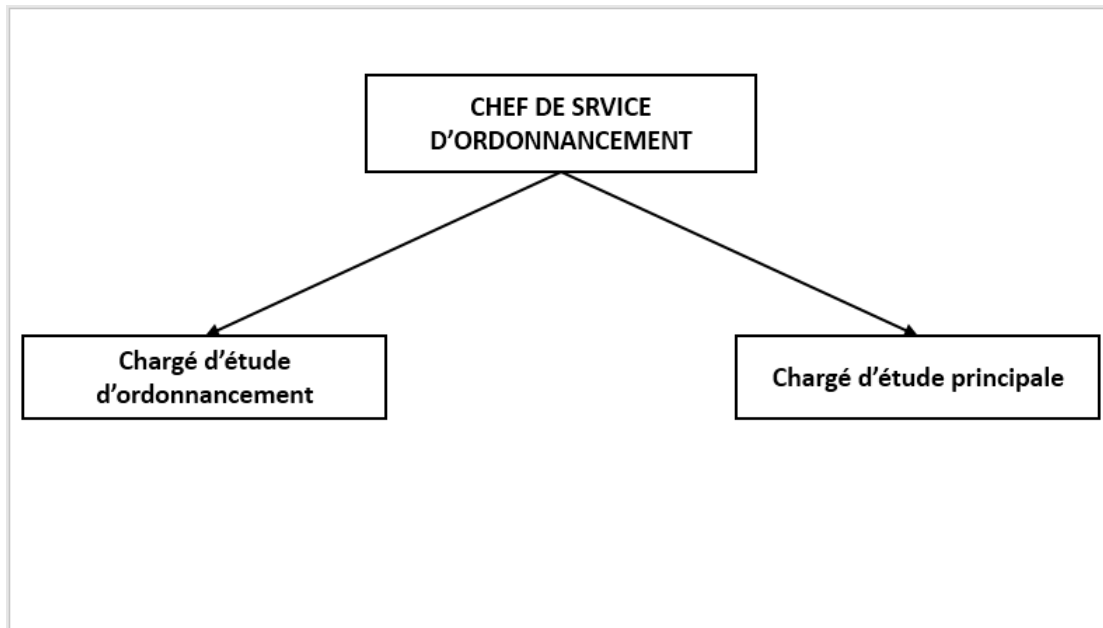 CHEF DE SRVICE
D’ORDONNANCEMENT
Chargé d’étude
d’ordonnancement
Chargé d’étude principale